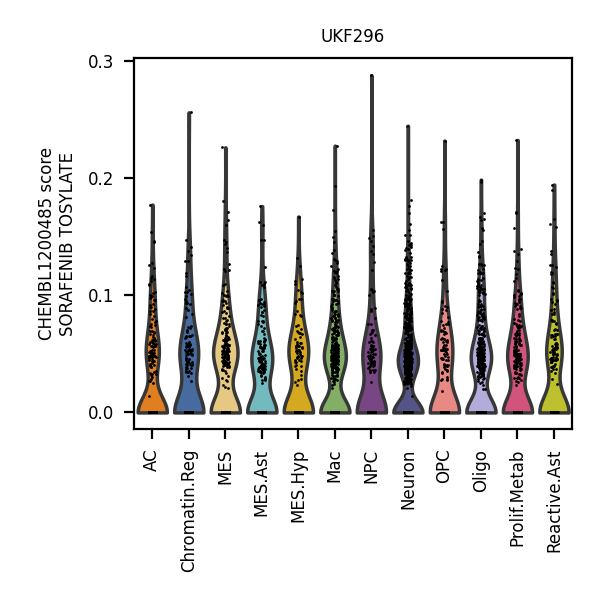 UKF296
CHEMBL1200485 score
SORAFENIB TOSYLATE
0.3
0.2
0.1
0.0
AC
Chromatin.Reg
MES
MES.Ast
MES.Hyp
Mac
NPC
Neuron
OPC
Oligo
Prolif.Metab
Reactive.Ast